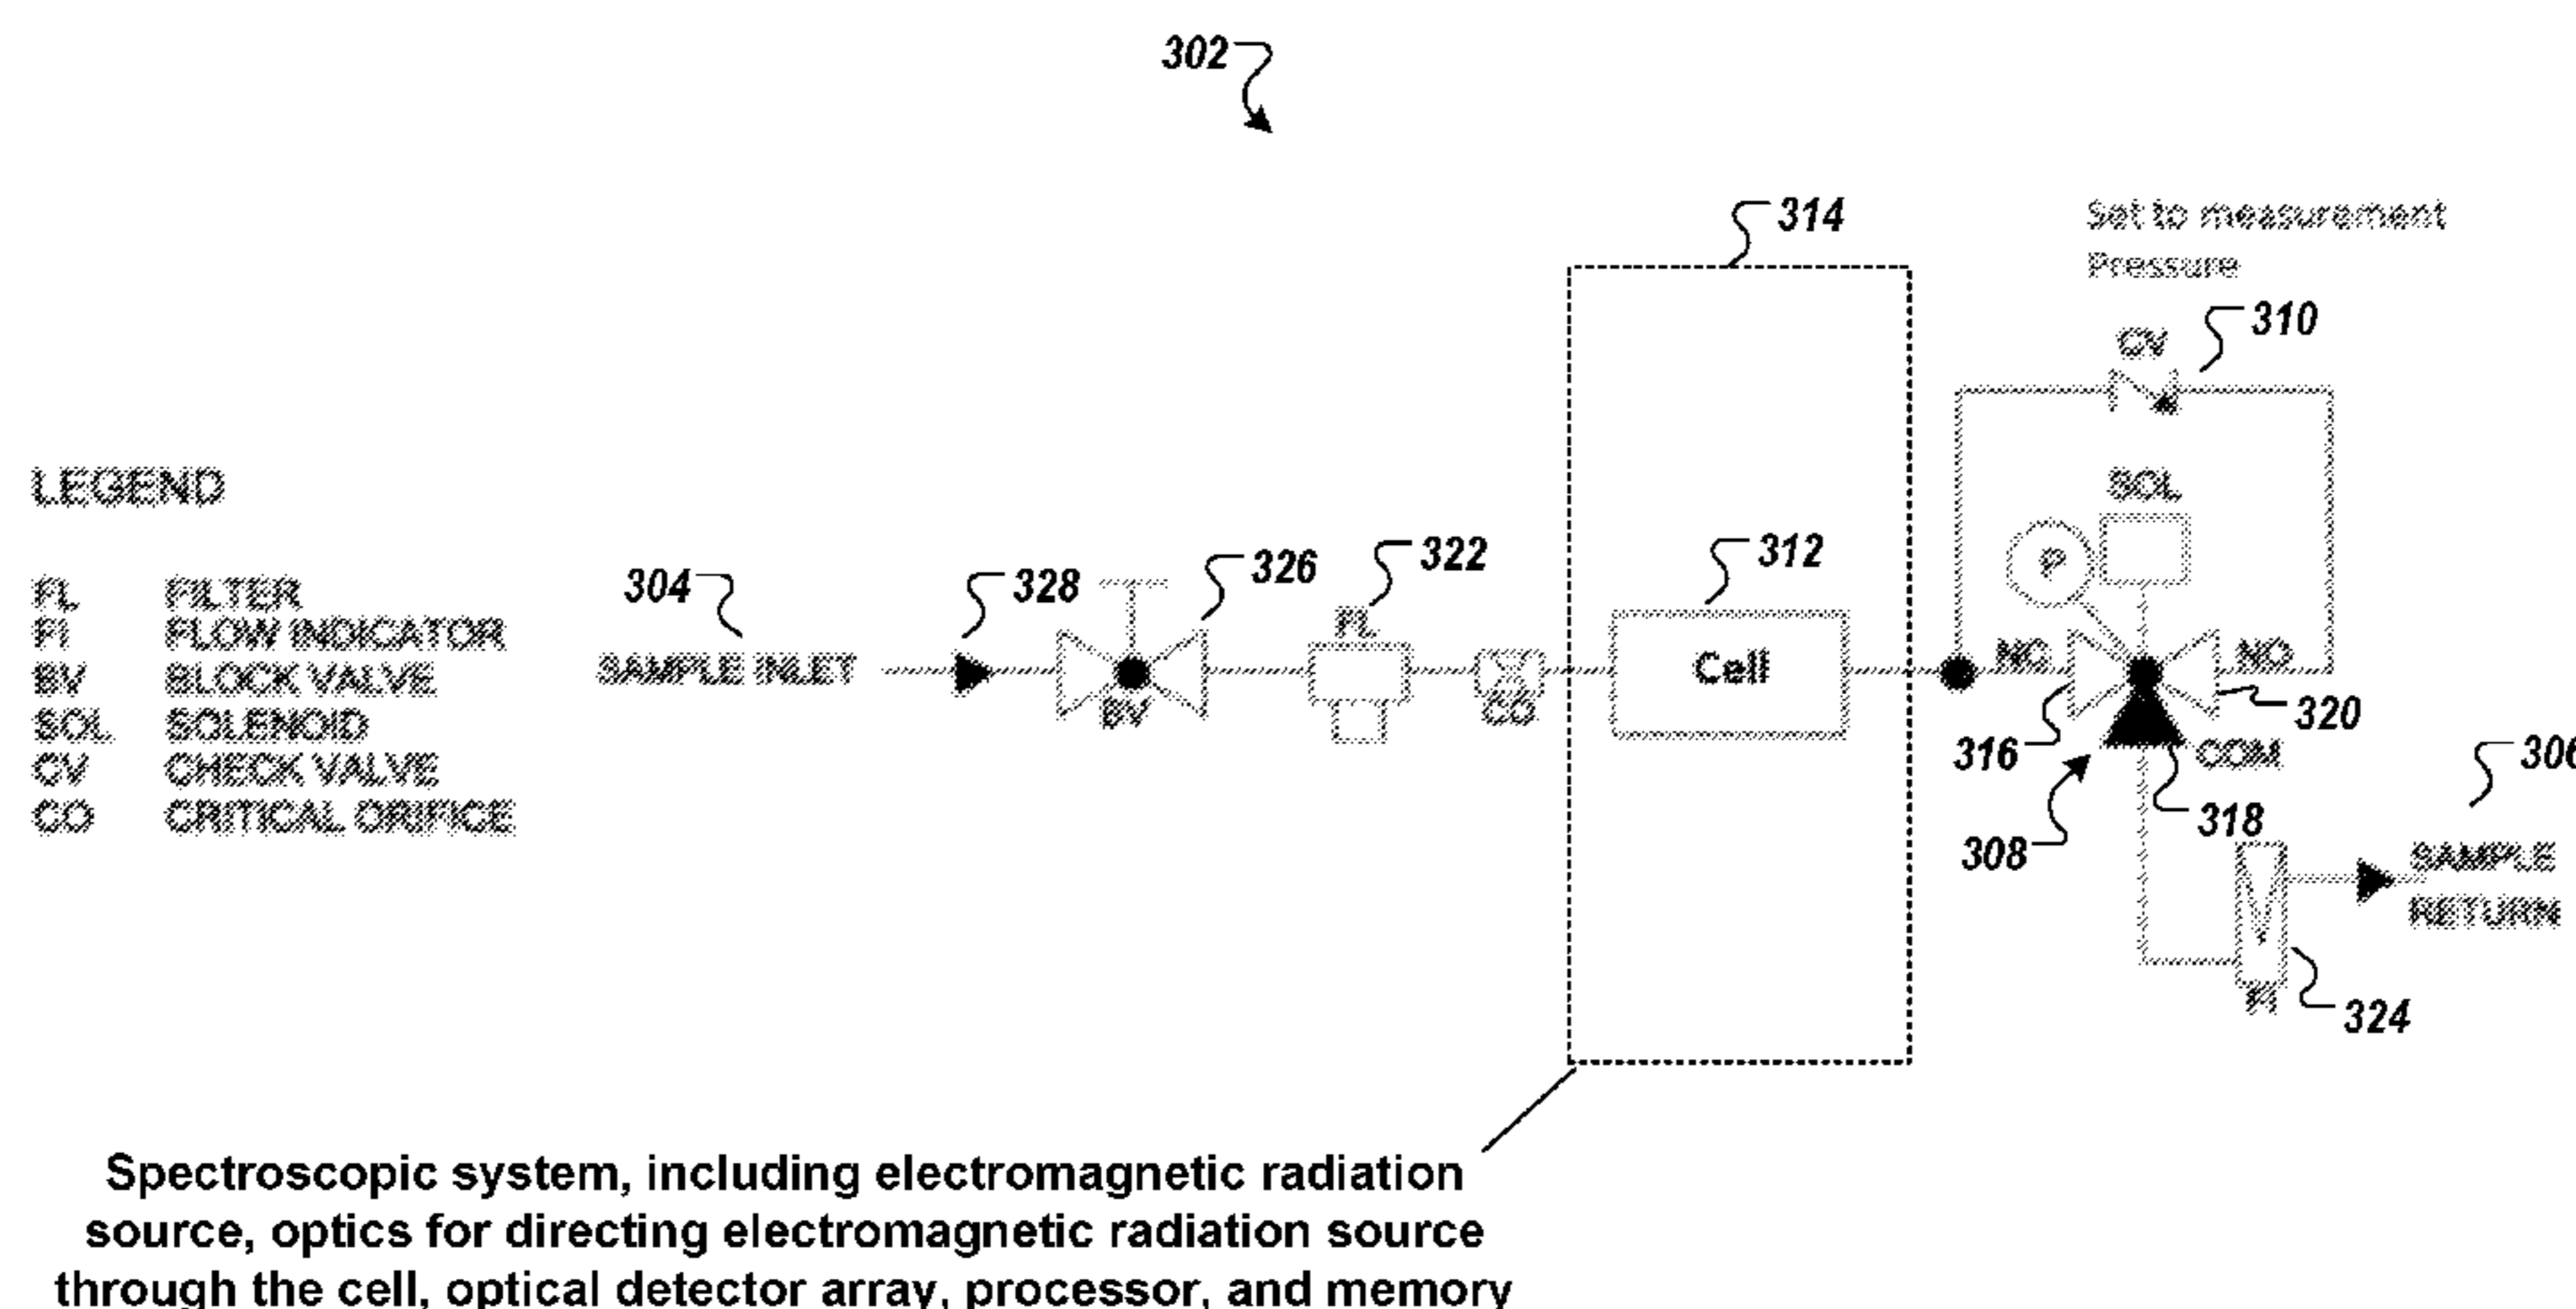 302
314
Set to measurement
Pressure
310
CV
LEGEND
FL FILTER
FI FLOW INDICATOR
BV BLOCK VALVE
SOL SOLENOID
CV CHECK VALVE
CO CRITICAL ORIFICE
304
SAMPLE INLET
328
326
BV
322
FL
CO
312
Cell
SOL
P
NC
NO
316
320
COM
308
318
306
SAMPLE
RETURN
FI
324
Spectroscopic system, including electromagnetic radiation
source, optics for directing electromagnetic radiation source
through the cell, optical detector array, processor, and memory